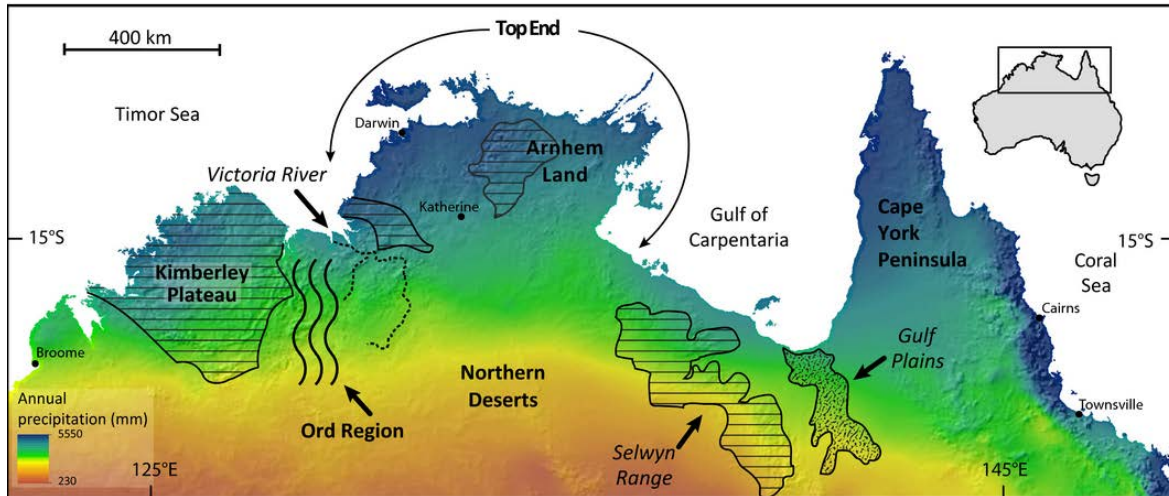 400 km
Top End
Timor Sea
Darwin
Arnhem
Land
Victoria River
Katherine
Gulf of
Carpentaria
Cape
York
Peninsula
15°S
15°S
Coral
Sea
Kimberley
Plateau
Cairns
Broome
Gulf
Plains
Northern
Deserts
Annual
precipitation (mm)
5550
230
Ord Region
Townsville
Selwyn
Range
125°E
145°E